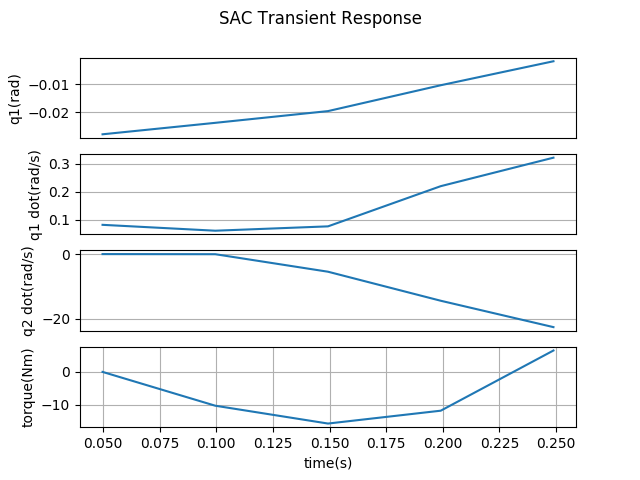 SAC Transient Response
q1(rad)
−0.01
−0.02
q1 dot(rad/s)
0.3
0.2
0.1
q2 dot(rad/s)
0
−20
torque(Nm)
0
−10
0.050 0.075 0.100 0.125 0.150 0.175 0.200 0.225 0.250
time(s)